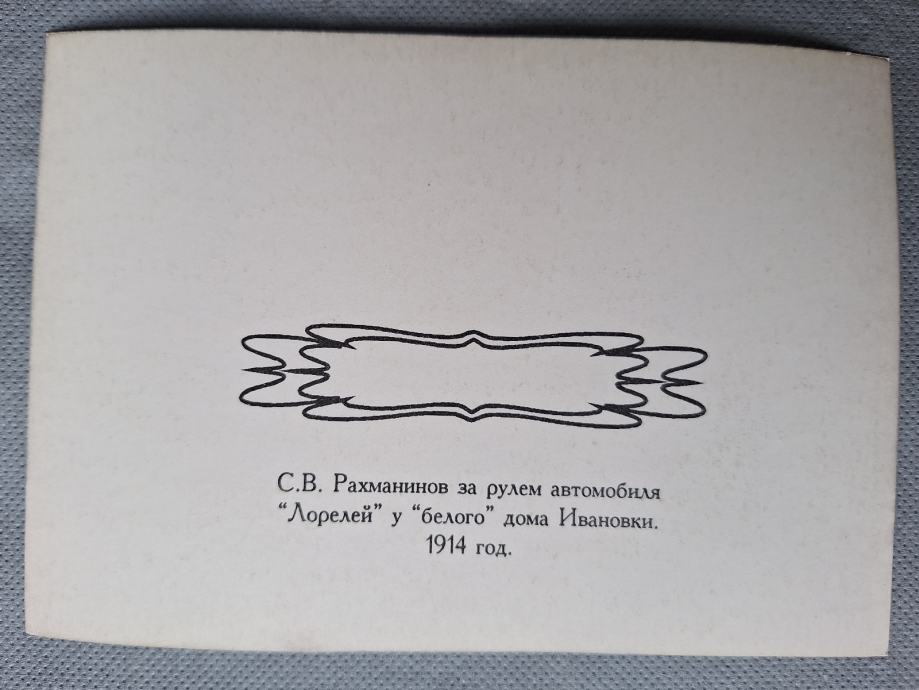 С.В. Рахманинов за рулем автомобиля
“Лорелей” у “белого” дома Ивановки.
1914 год.